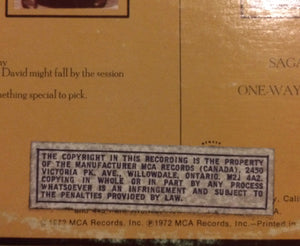 David might fall by the session
SAGA
mething special to pick.
ONE-WAY
THE COPYRIGHT IN THIS RECORDING IS THE PROPERTY
OF THE MANUFACTURER MCA RECORDS (CANADA), 2450
VICTORIA PK. AVE., WILLOWDALE, ONTARIO. M2J 4A2.
COPYING IN WHOLE OR IN PART BY ANY PROCESS
WHATSOEVER IS AN INFRINGEMENT AND SUBJECT TO
THE PENALTIES PROVIDED BY LAW.
© 1972 MCA Records, Inc. ℗ 1972 MCA Records, Inc.—Printed in